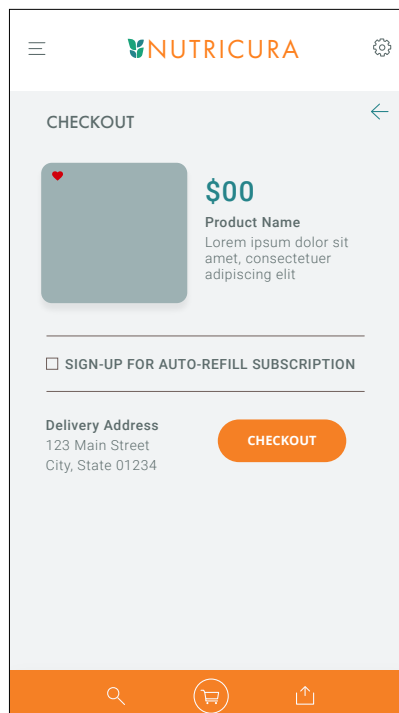 NUTRICURA
CHECKOUT
$00
Product Name
Lorem ipsum dolor sit
amet, consectetuer
adipiscing elit
SIGN-UP FOR AUTO-REFILL SUBSCRIPTION
Delivery Address
123 Main Street
City, State 01234
CHECKOUT